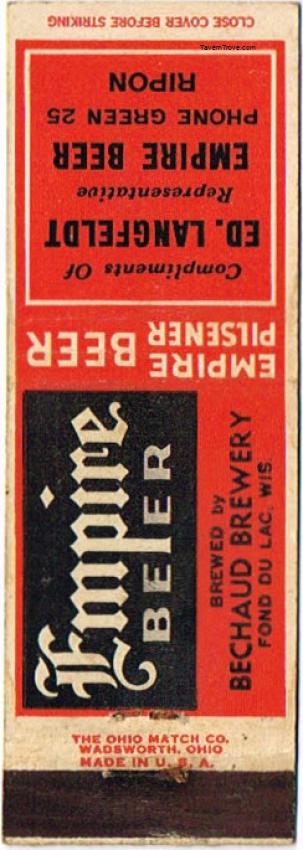 CLOSE COVER BEFORE STRIKING
TavernTrove.com
Compliments Of
ED. LANGFELDT
Representative
EMPIRE BEER
PHONE GREEN 25
RIPON
EMPIRE
PILSENER
BEER
Empire
BEER
BREWED by
BECHAUD BREWERY
FOND DU LAC, WIS.
THE OHIO MATCH CO.
WADSWORTH, OHIO
MADE IN U. S. A.